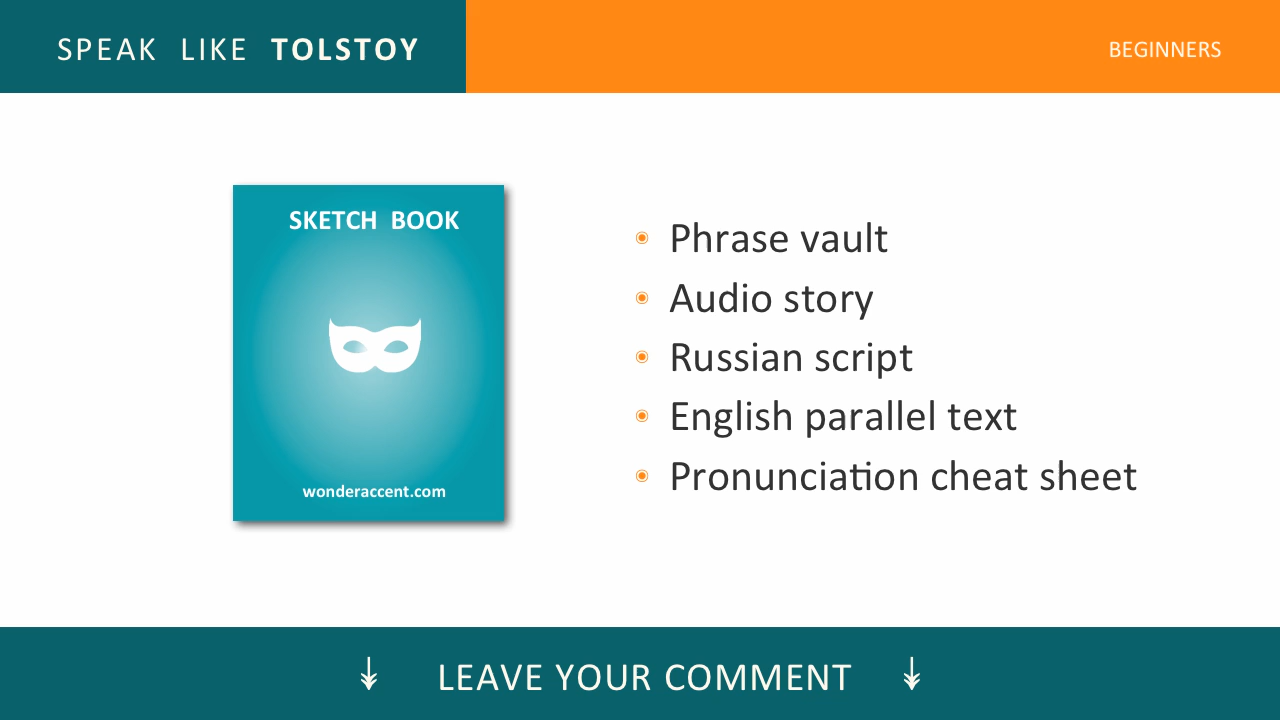 SPEAK LIKE TOLSTOY
BEGINNERS
SKETCH BOOK
wonderaccent.com
Phrase vault
Audio story
Russian script
English parallel text
Pronunciation cheat sheet
LEAVE YOUR COMMENT